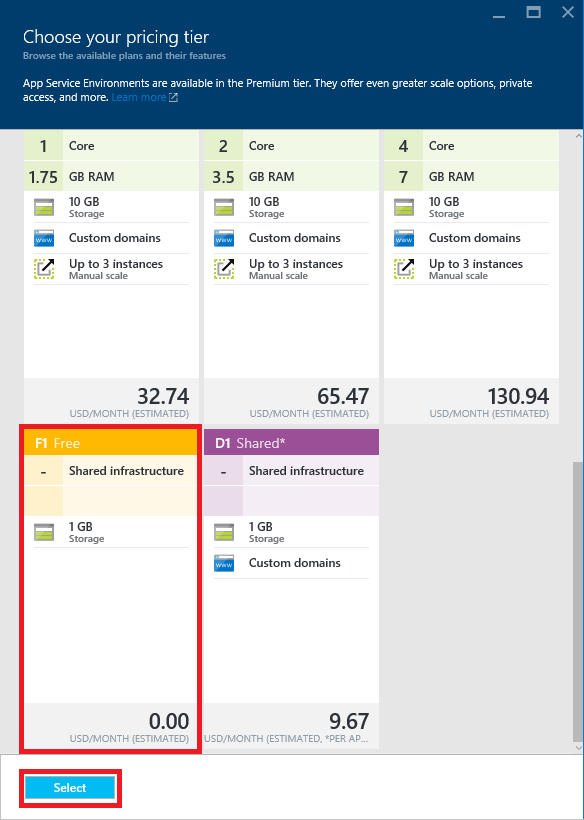 Choose your pricing tier
Browse the available plans and their features
App Service Environments are available in the Premium tier. They offer even greater scale options, private
access, and more. Learn more
1 Core
1.75 GB RAM
10 GB
Storage
Custom domains
Up to 3 instances
Manual scale
32.74
USD/MONTH (ESTIMATED)
2 Core
3.5 GB RAM
10 GB
Storage
Custom domains
Up to 3 instances
Manual scale
65.47
USD/MONTH (ESTIMATED)
4 Core
7 GB RAM
10 GB
Storage
Custom domains
Up to 3 instances
Manual scale
130.94
USD/MONTH (ESTIMATED)
F1 Free
- Shared infrastructure
1 GB
Storage
0.00
USD/MONTH (ESTIMATED)
D1 Shared*
- Shared infrastructure
1 GB
Storage
Custom domains
9.67
USD/MONTH (ESTIMATED, *PER AP...
Select